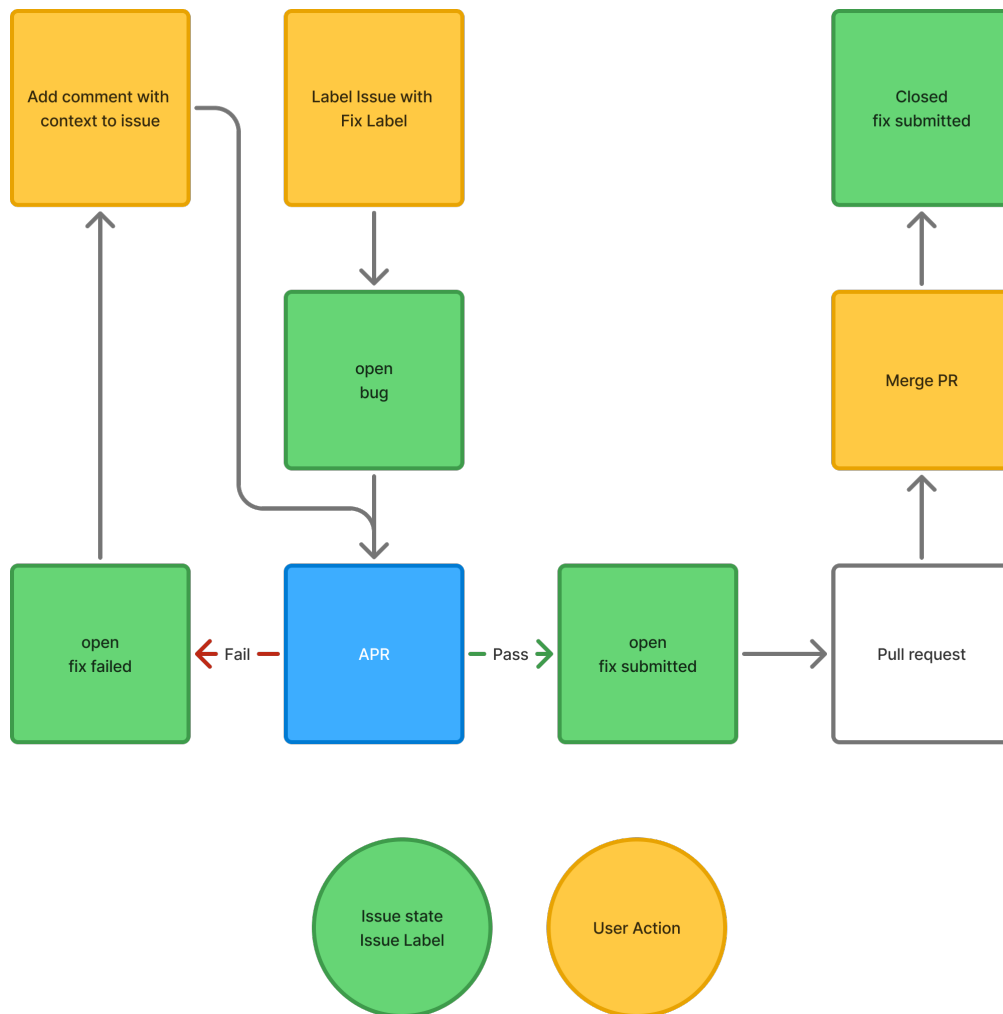 Add comment with
context to issue
Label Issue with
Fix Label
Closed
fix submitted
open
bug
Merge PR
open
fix failed
Fail
APR
Pass
open
fix submitted
Pull request
Issue state
Issue Label
User Action